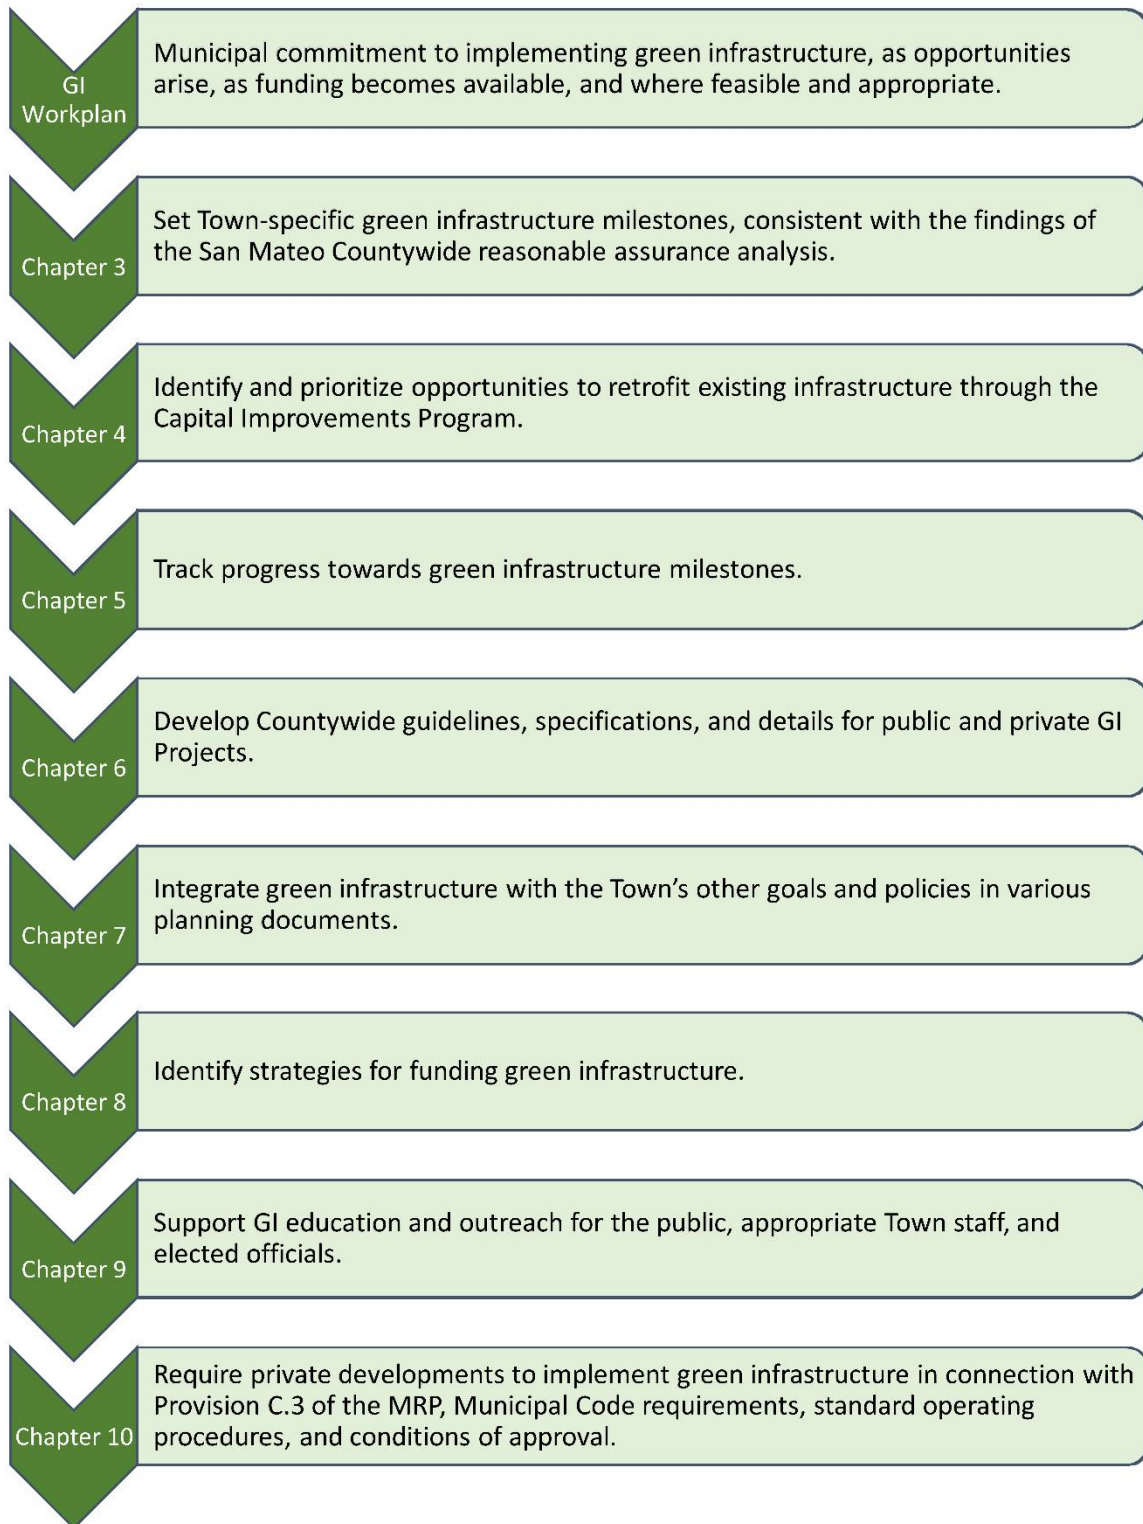 GI
Workplan
Municipal commitment to implementing green infrastructure, as opportunities
arise, as funding becomes available, and where feasible and appropriate.
Chapter 3
Set Town-specific green infrastructure milestones, consistent with the findings of
the San Mateo Countywide reasonable assurance analysis.
Chapter 4
Identify and prioritize opportunities to retrofit existing infrastructure through the
Capital Improvements Program.
Chapter 5
Track progress towards green infrastructure milestones.
Chapter 6
Develop Countywide guidelines, specifications, and details for public and private GI
Projects.
Chapter 7
Integrate green infrastructure with the Town’s other goals and policies in various
planning documents.
Chapter 8
Identify strategies for funding green infrastructure.
Chapter 9
Support GI education and outreach for the public, appropriate Town staff, and
elected officials.
Chapter 10
Require private developments to implement green infrastructure in connection with
Provision C.3 of the MRP, Municipal Code requirements, standard operating
procedures, and conditions of approval.